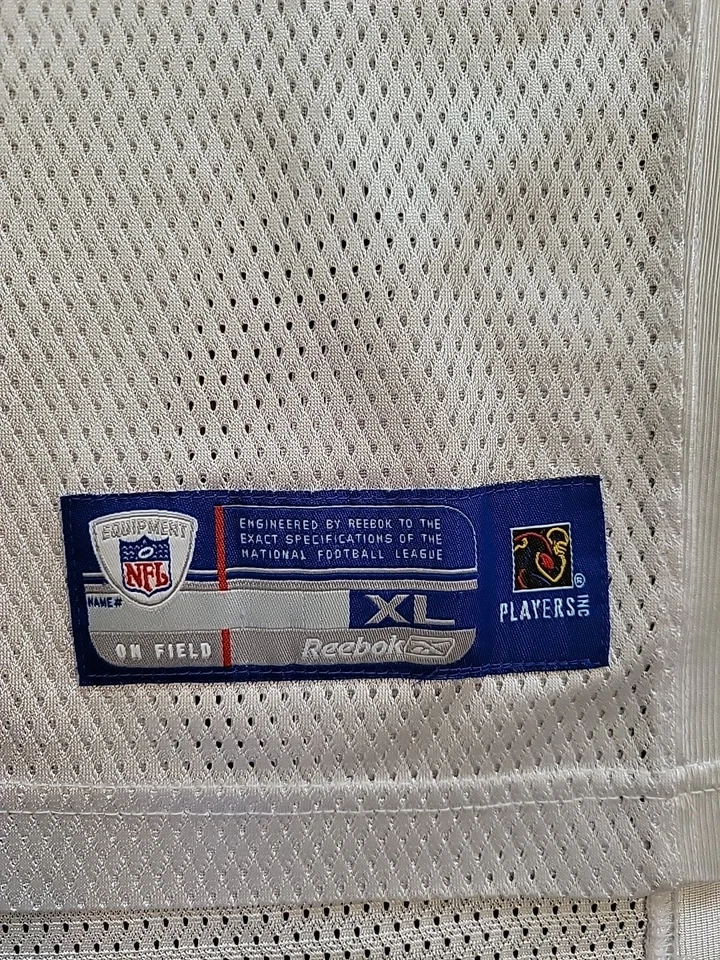 EQUIPMENT
NFL
ENGINEERED BY REEBOK TO THE
EXACT SPECIFICATIONS OF THE
NATIONAL FOOTBALL LEAGUE
NAME#
XL
ON FIELD
Reebok
PLAYERS INC
®